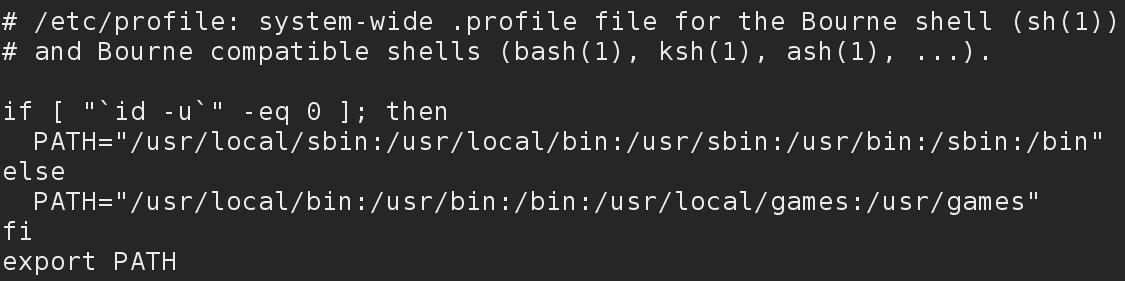 # /etc/profile: system-wide .profile file for the Bourne shell (sh(1))
# and Bourne compatible shells (bash(1), ksh(1), ash(1), ...).

if [ "`id -u`" -eq 0 ]; then
  PATH="/usr/local/sbin:/usr/local/bin:/usr/sbin:/usr/bin:/sbin:/bin"
else
  PATH="/usr/local/bin:/usr/bin:/bin:/usr/local/games:/usr/games"
fi
export PATH